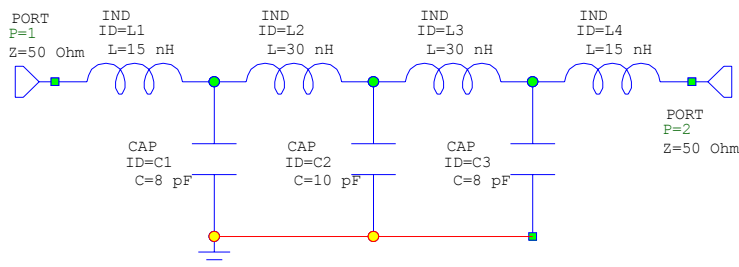 PORT
P=1
Z=50 Ohm
IND
ID=L1
L=15 nH
IND
ID=L2
L=30 nH
IND
ID=L3
L=30 nH
IND
ID=L4
L=15 nH
CAP
ID=C1
C=8 pF
CAP
ID=C2
C=10 pF
CAP
ID=C3
C=8 pF
PORT
P=2
Z=50 Ohm